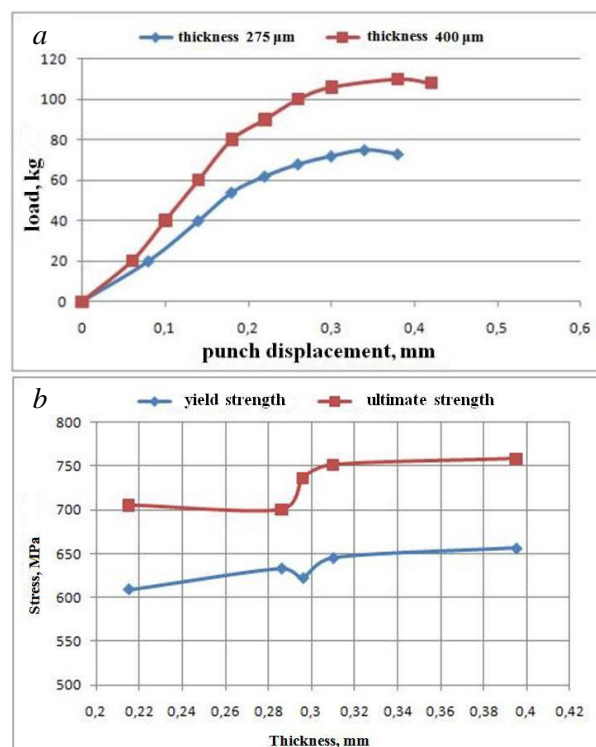 a
thickness 275 µm thickness 400 µm
load, kg
120
100
80
60
40
20
0
0 0,1 0,2 0,3 0,4 0,5 0,6
punch displacement, mm
b
yield strength ultimate strength
Stress, MPa
800
750
700
650
600
550
500
0,2 0,22 0,24 0,26 0,28 0,3 0,32 0,34 0,36 0,38 0,4 0,42
Thickness, mm